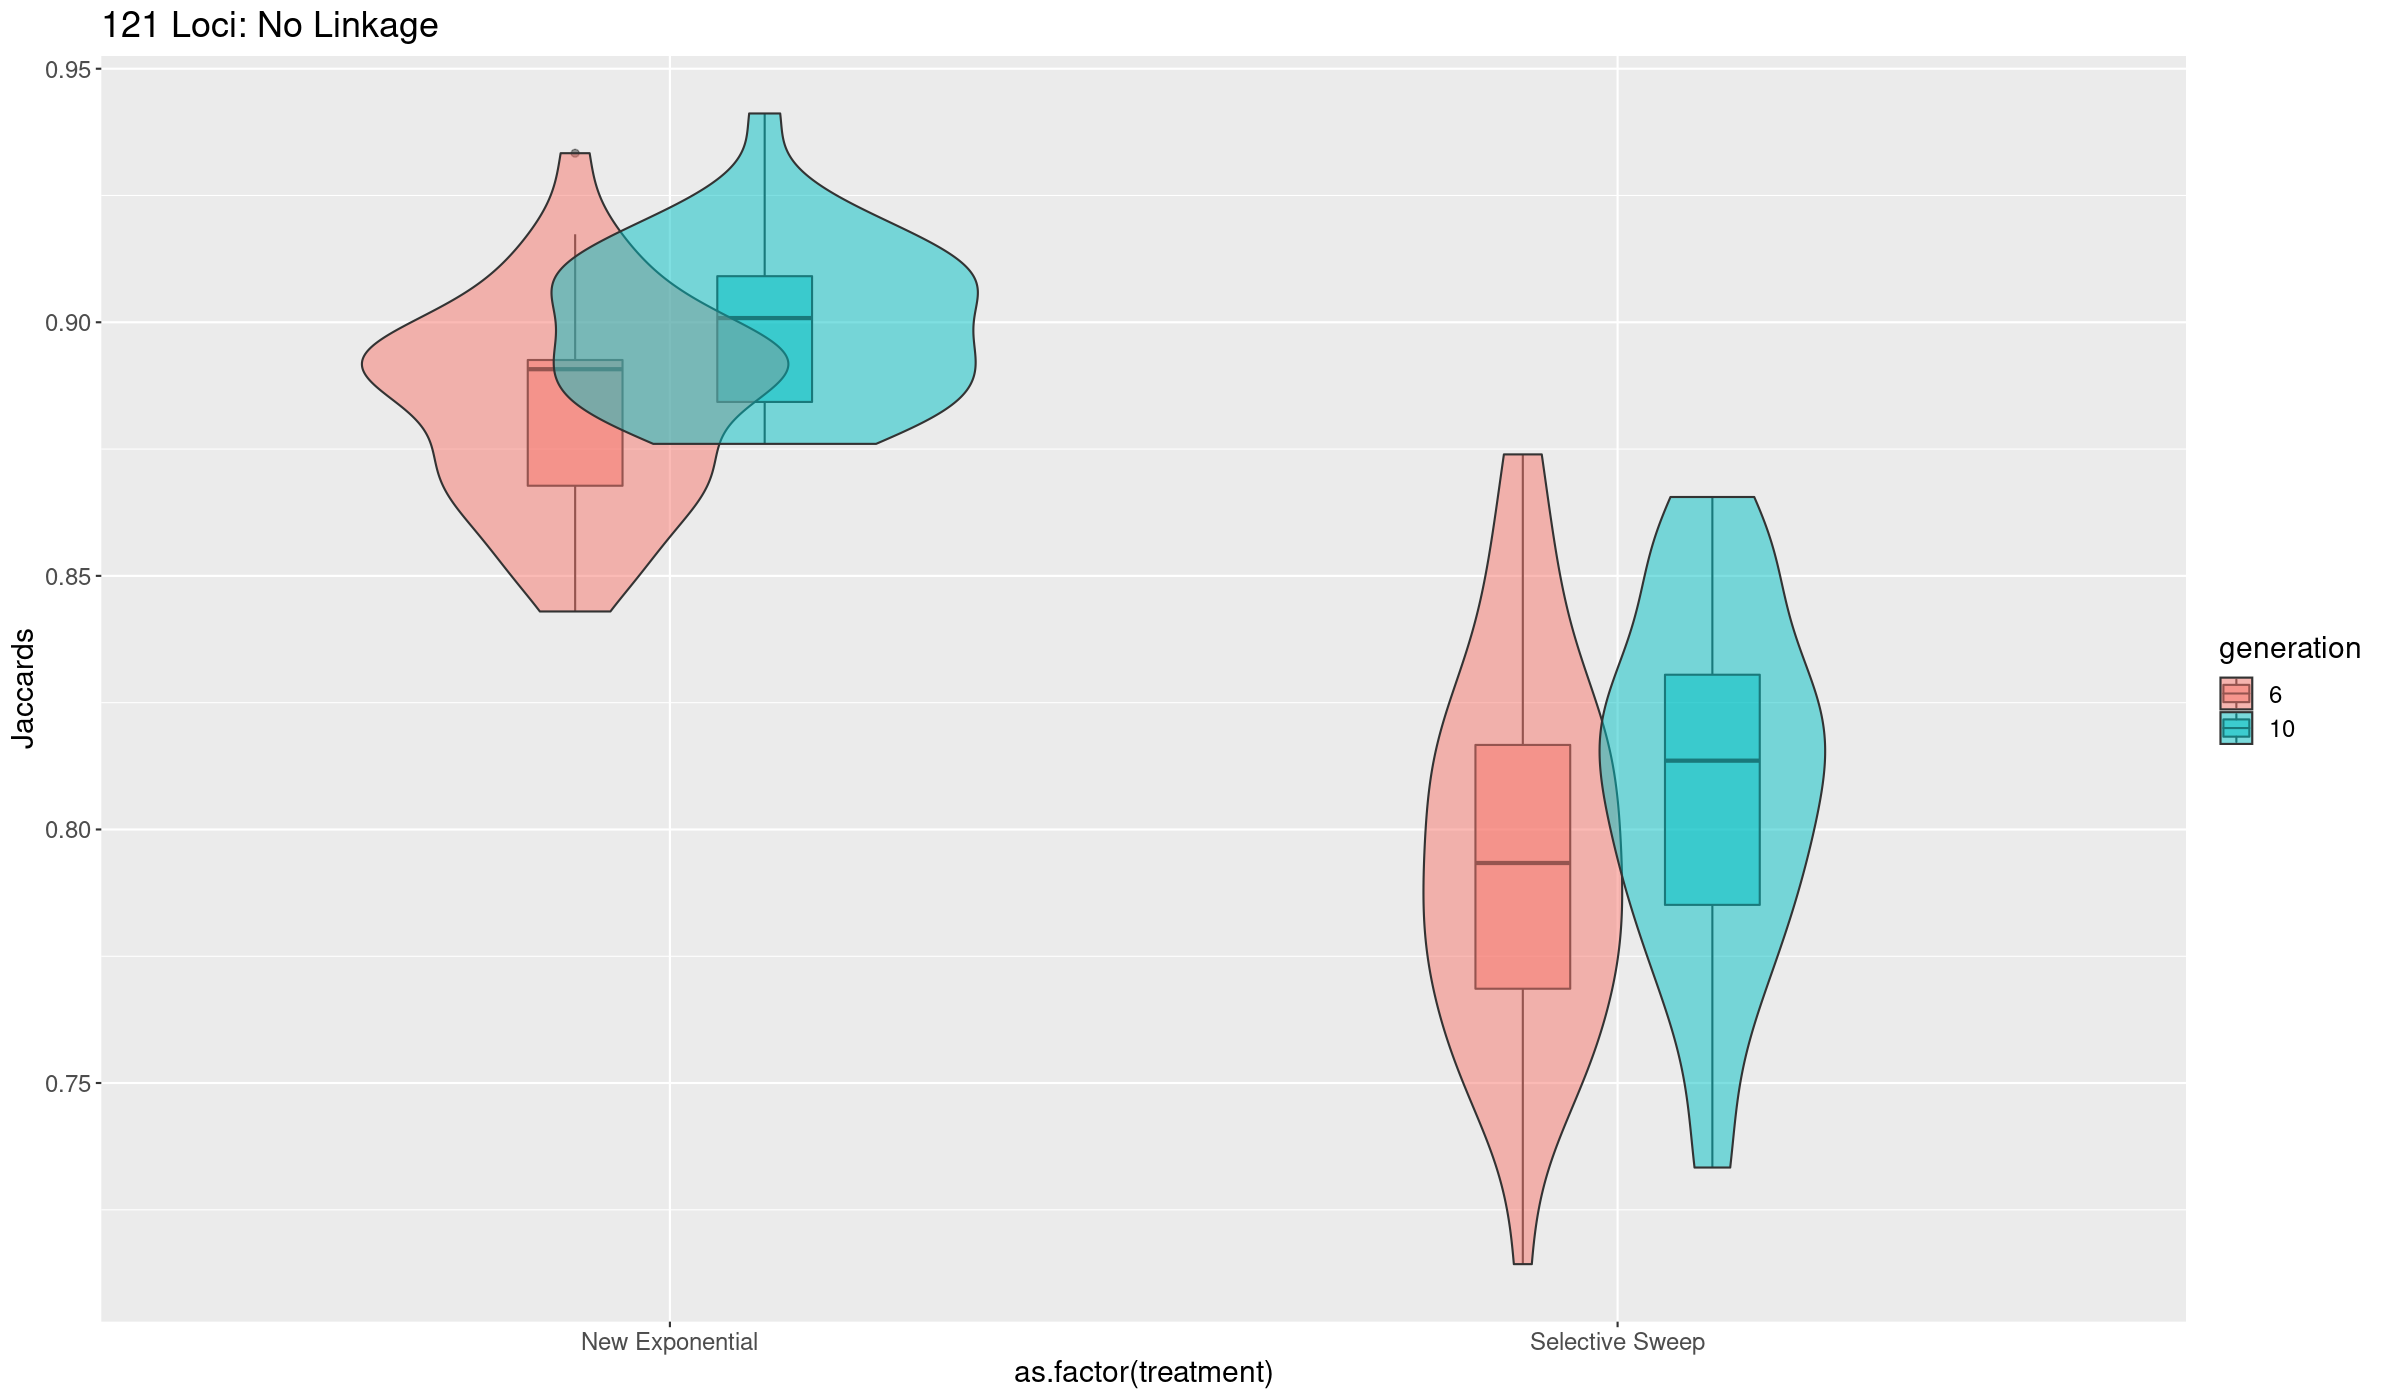 121 Loci: No Linkage
0.95
0.90
0.85
0.80
0.75
Jaccards
New Exponential
Selective Sweep
as.factor(treatment)
generation
6
10